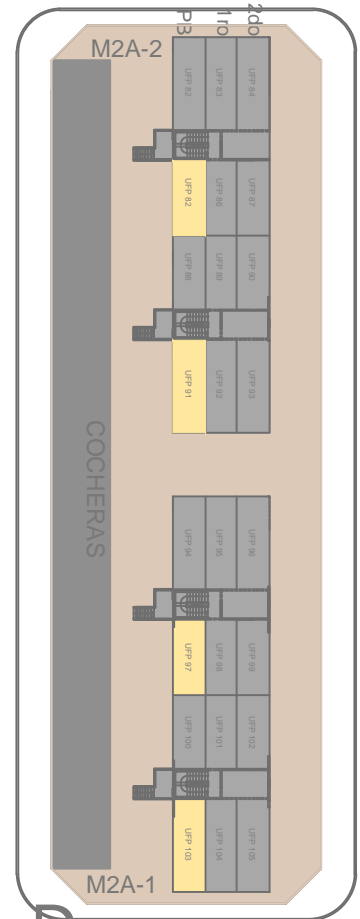 M2A-2
PB
1ro
2do
UFP 82
UFP 83
UFP 84
UFP 82
UFP 86
UFP 87
UFP 88
UFP 89
UFP 90
UFP 91
UFP 92
UFP 93
COCHERAS
UFP 94
UFP 95
UFP 96
UFP 97
UFP 98
UFP 99
UFP 100
UFP 101
UFP 102
UFP 103
UFP 104
UFP 105
M2A-1